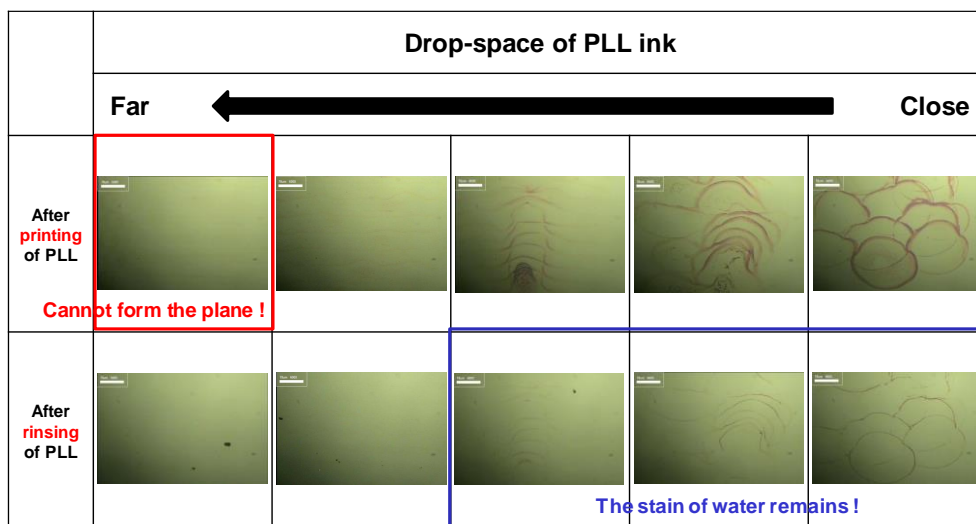 Drop-space of PLL ink
Far
Close
After
printing
of PLL
Cannot form the plane !
After
rinsing
of PLL
The stain of water remains !